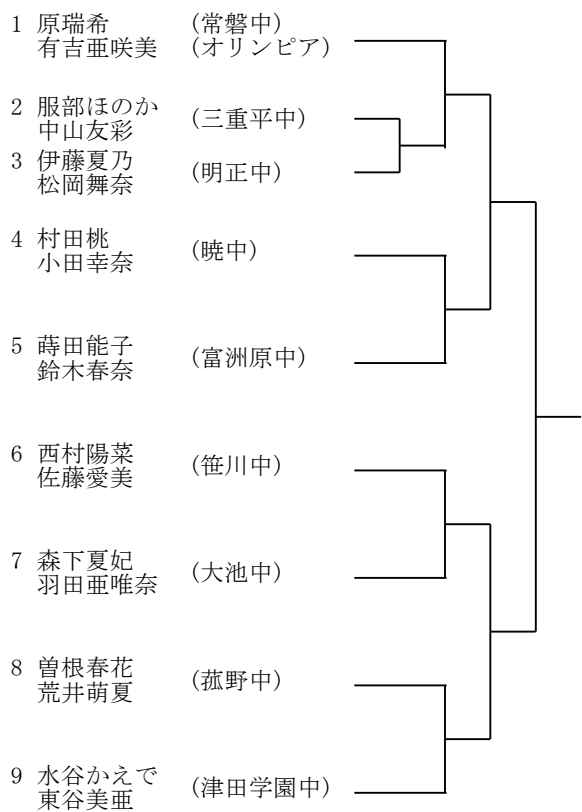 1 原瑞希 (常磐中)
有吉亜咲美 (オリンピア)
2 服部ほのか
中山友彩 (三重平中)
3 伊藤夏乃
松岡舞奈 (明正中)
4 村田桃
小田幸奈 (暁中)
5 蒔田能子
鈴木春奈 (富洲原中)
6 西村陽菜
佐藤愛美 (笹川中)
7 森下夏妃
羽田亜唯奈 (大池中)
8 曽根春花
荒井萌夏 (菰野中)
9 水谷かえで
東谷美亜 (津田学園中)